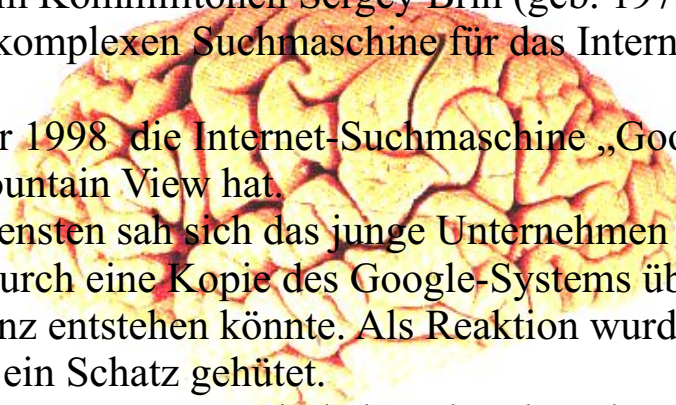 Kommilitonen Sergey Brin (geb. 197
komplexen Suchmaschine für das Intern
r 1998 die Internet-Suchmaschine „Goo
ountain View hat.
ensten sah sich das junge Unternehmen
urch eine Kopie des Google-Systems üb
nz entstehen könnte. Als Reaktion wurd
ein Schatz gehütet.